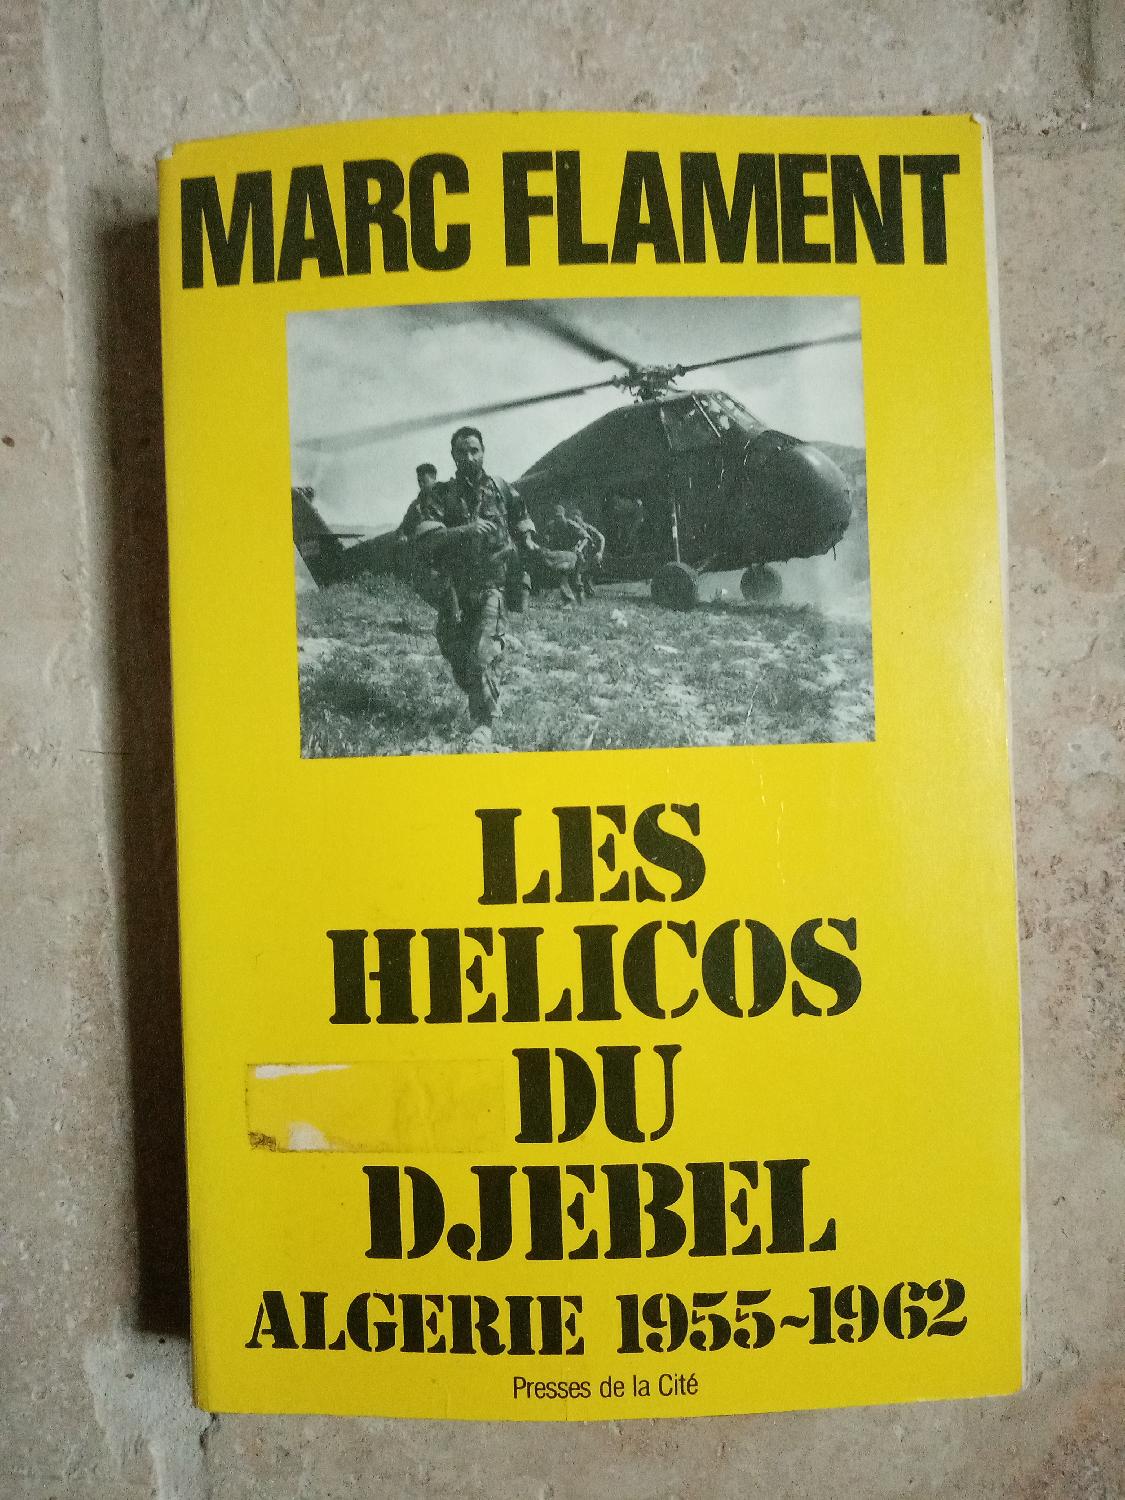 MARC FLAMENT
LES
HELICOS
DU
DJEBEL
ALGERIE 1955~1962
Presses de la Cité